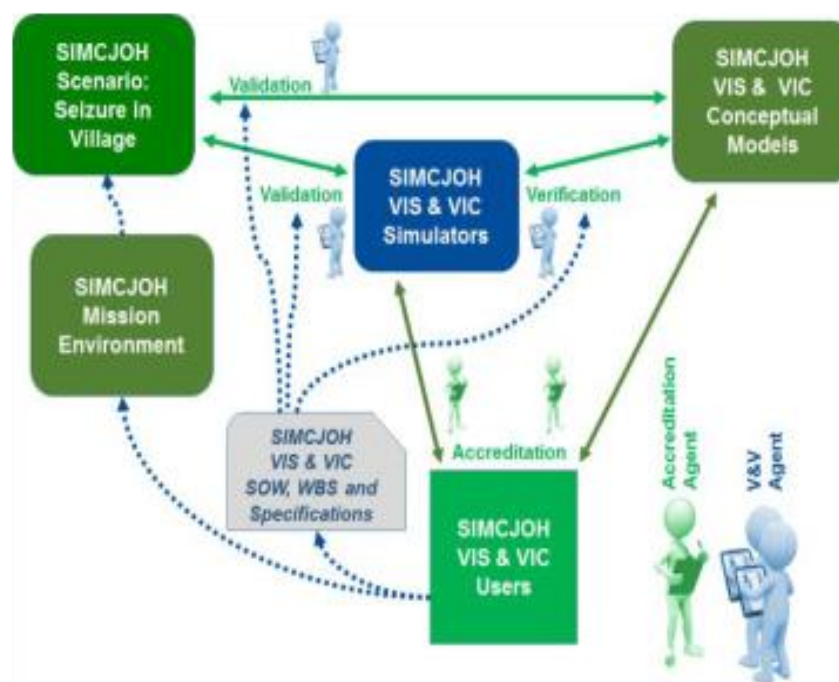 SIMCJOH
Scenario:
Seizure in
Village
Validation
SIMCJOH
VIS & VIC
Conceptual
Models
Validation
SIMCJOH
VIS & VIC
Simulators
Verification
SIMCJOH
Mission
Environment
SIMCJOH
VIS & VIC
SOW, WBS and
Specifications
Accreditation
SIMCJOH
VIS & VIC
Users
Accreditation
Agent
V&V
Agent